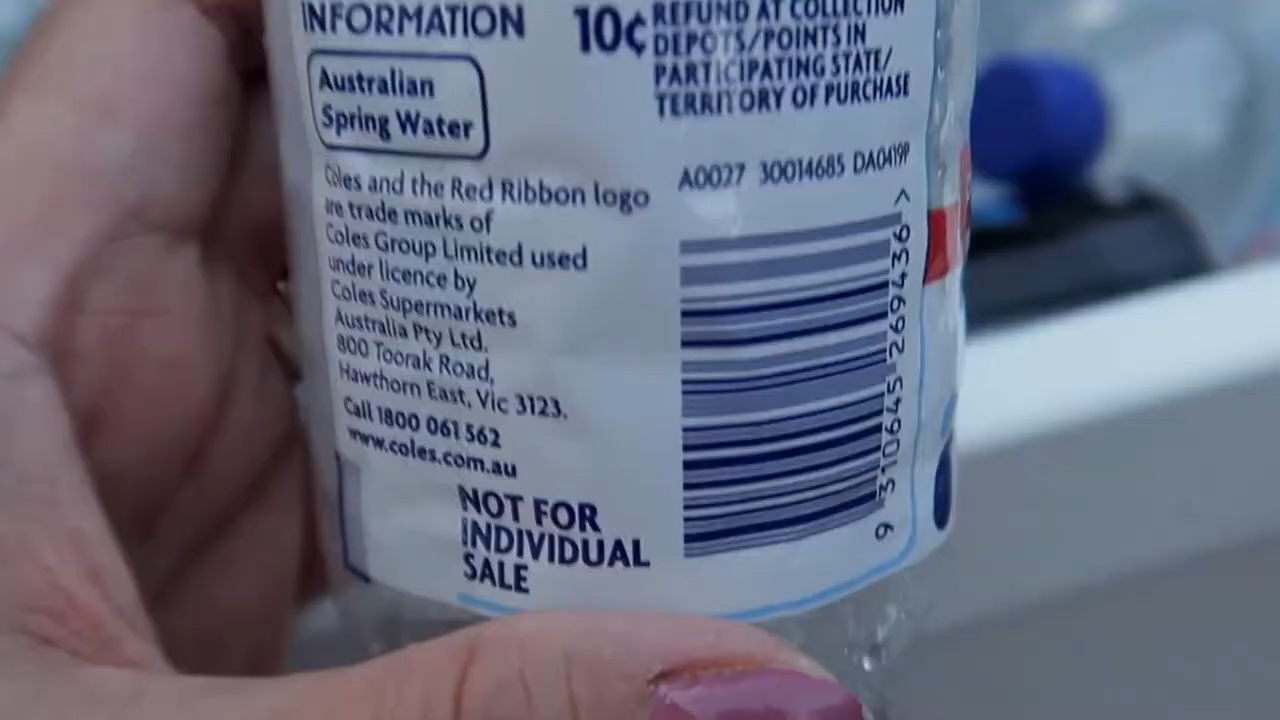 INFORMATION
10¢ REFUND AT COLLECTION
DEPOTS/POINTS IN
PARTICIPATING STATE/
TERRITORY OF PURCHASE
Australian
Spring Water
A0027 30014685 DA0419P
Coles and the Red Ribbon logo
are trade marks of
Coles Group Limited used
under licence by
Coles Supermarkets
Australia Pty Ltd.
800 Toorak Road,
Hawthorn East, Vic 3123.
Call 1800 061 562
www.coles.com.au
NOT FOR
INDIVIDUAL
SALE
9 310645 269436 >